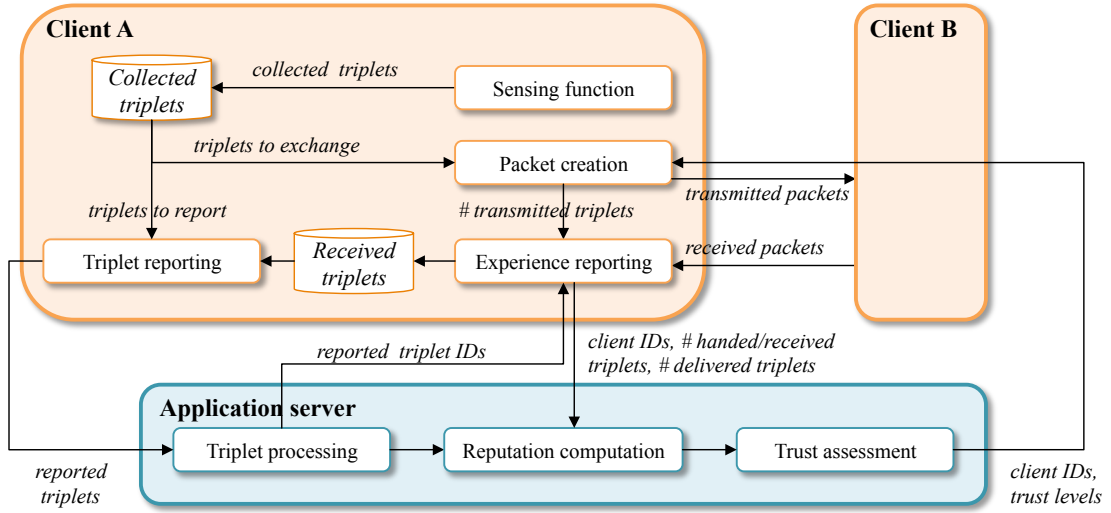 Client A
Client B
Collected
triplets
collected triplets
Sensing function
triplets to exchange
Packet creation
transmitted packets
triplets to report
# transmitted triplets
Triplet reporting
Received
triplets
Experience reporting
received packets
reported triplet IDs
client IDs, # handed/received
triplets, # delivered triplets
Application server
Triplet processing
Reputation computation
Trust assessment
reported
triplets
client IDs,
trust levels